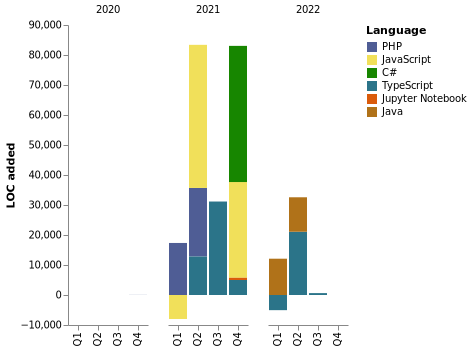 2020 2021 2022
90,000
80,000
70,000
60,000
50,000
40,000
30,000
20,000
10,000
0
−10,000
LOC added
Q1 Q2 Q3 Q4 Q1 Q2 Q3 Q4 Q1 Q2 Q3 Q4
Language
PHP
JavaScript
C#
TypeScript
Jupyter Notebook
Java